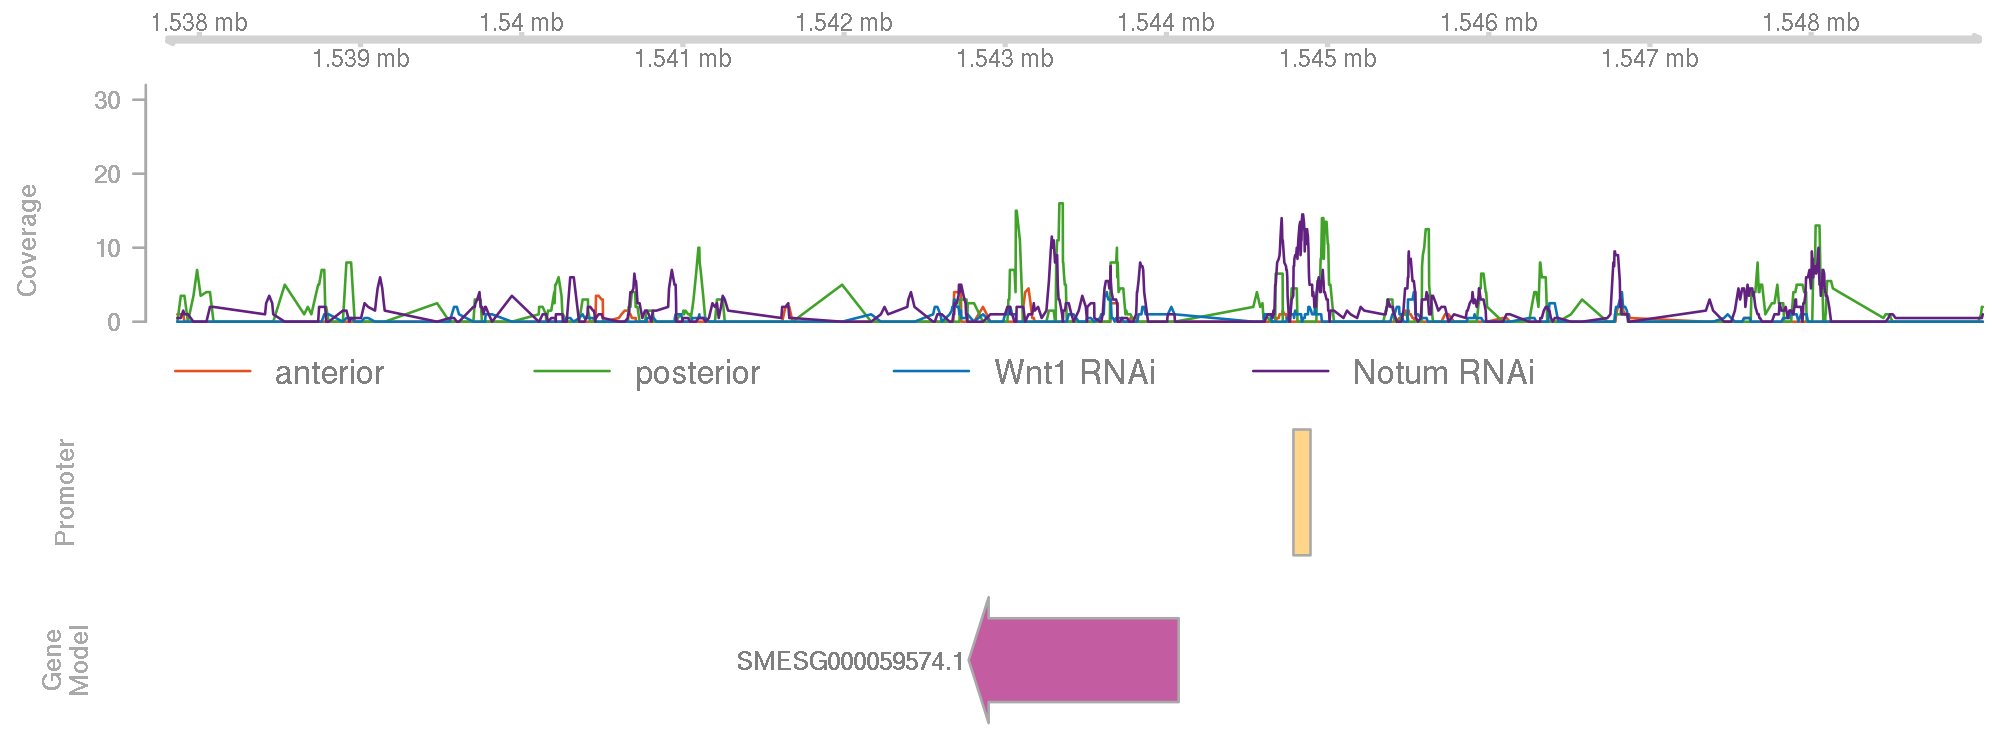 1.538 mb 1.54 mb 1.542 mb 1.544 mb 1.546 mb 1.548 mb
1.539 mb 1.541 mb 1.543 mb 1.545 mb 1.547 mb
30
20
10
0
Coverage
anterior posterior Wnt1 RNAi Notum RNAi
Promoter
Gene
Model
SMESG000059574.1